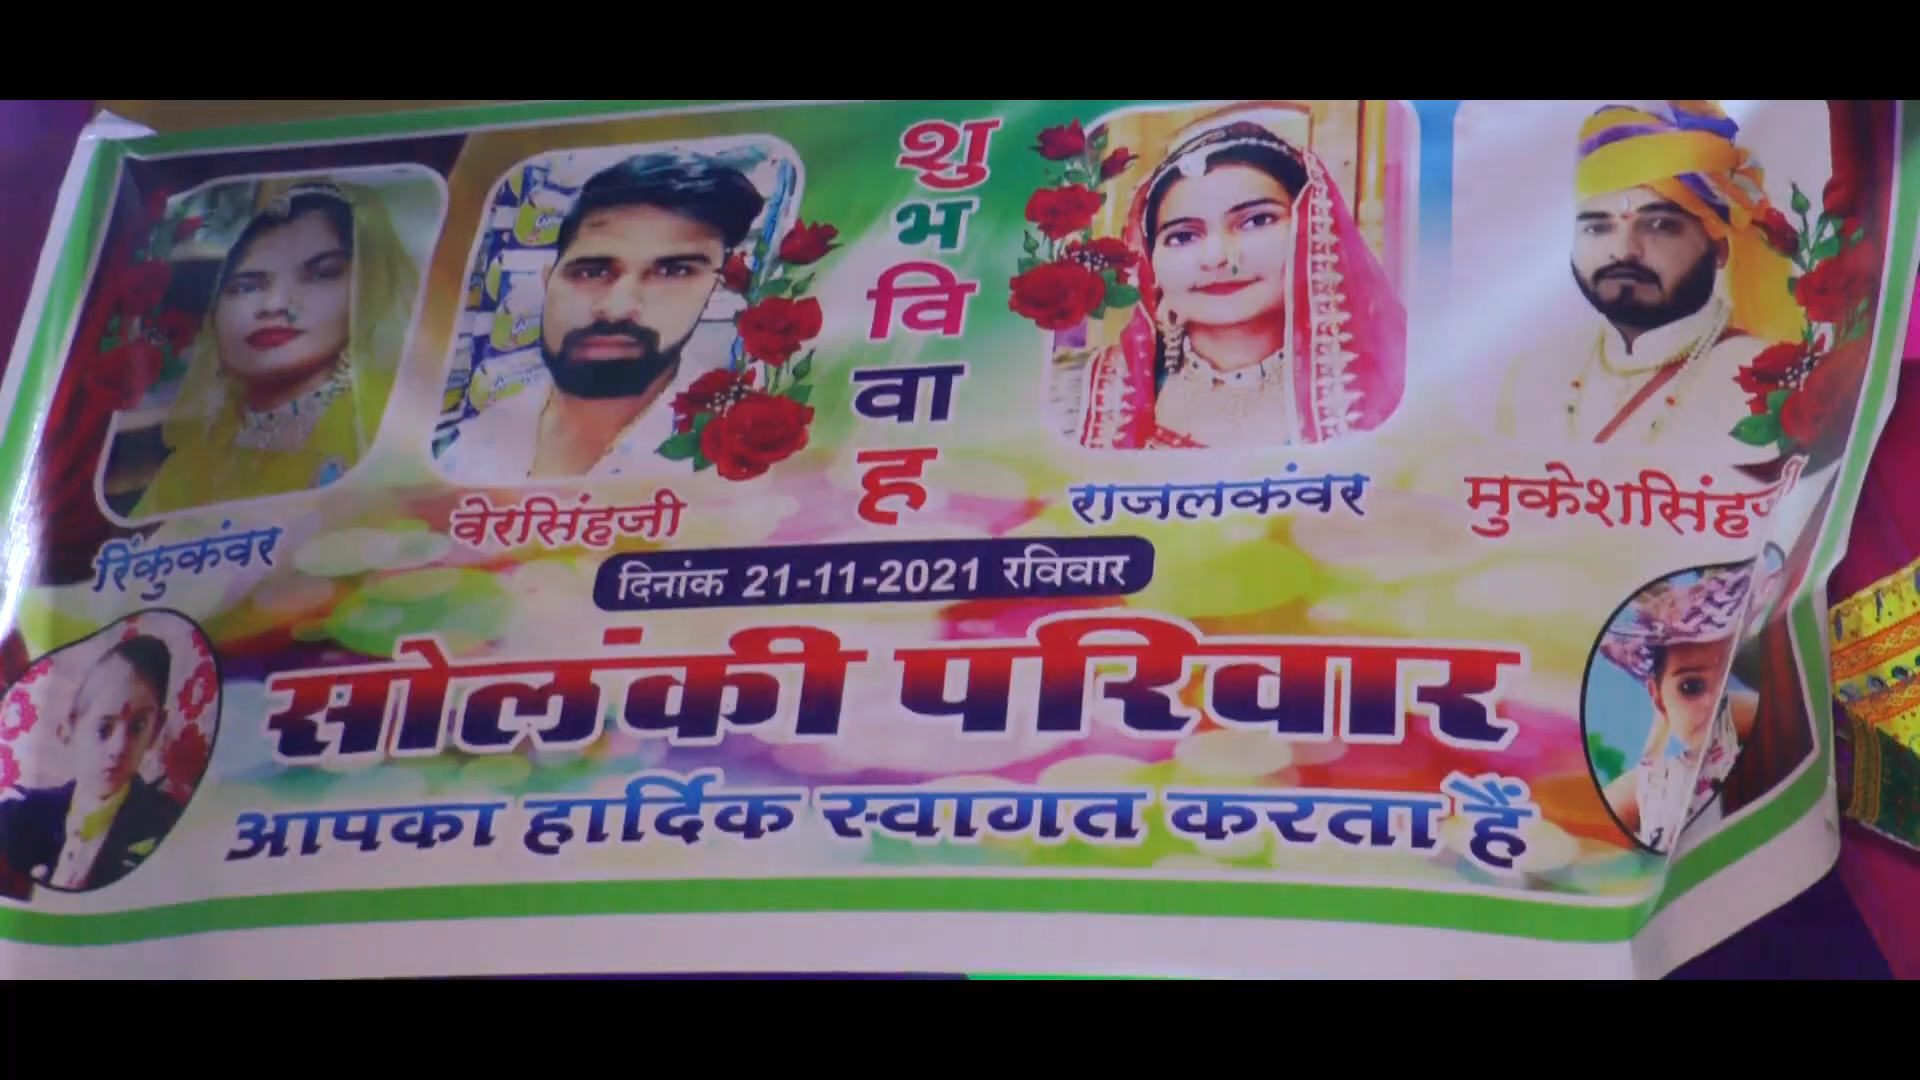 शुभ विवाह
रिंकुकंवर
वेरसिंहजी
राजलकंवर
मुकेशसिंहजी
दिनांक 21-11-2021 रविवार
सोलंकी परिवार
आपका हार्दिक स्वागत करता हैं